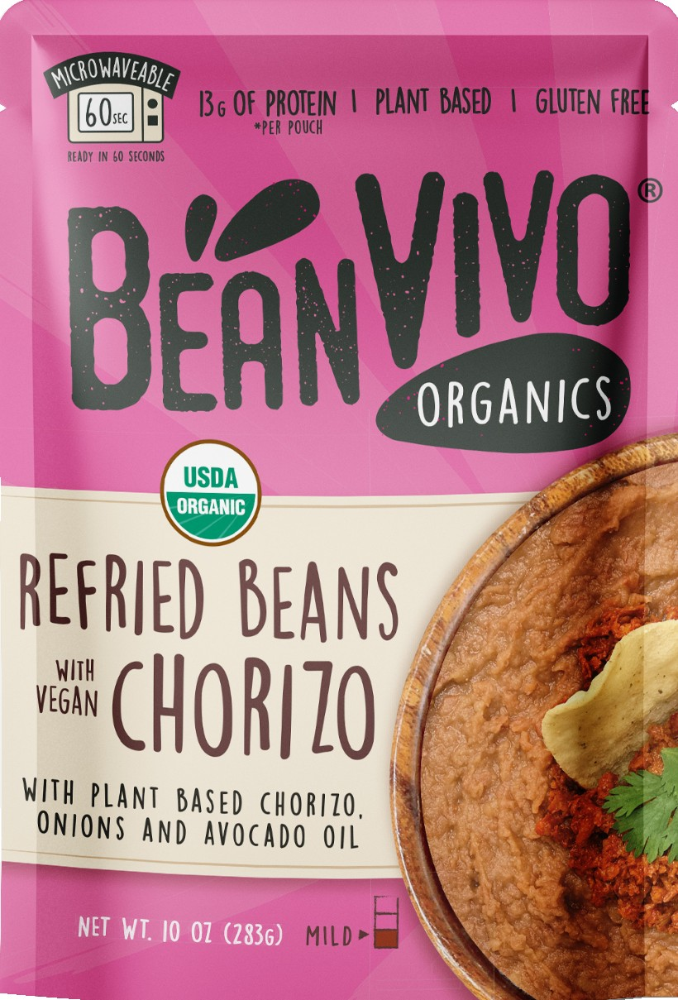 MICROWAVEABLE
60 SEC
READY IN 60 SECONDS
13G OF PROTEIN | PLANT BASED | GLUTEN FREE
*PER POUCH
BEANVIVO®
ORGANICS
USDA
ORGANIC
REFRIED BEANS
WITH
VEGAN CHORIZO
WITH PLANT BASED CHORIZO,
ONIONS AND AVOCADO OIL
NET WT. 10 OZ (283G) MILD